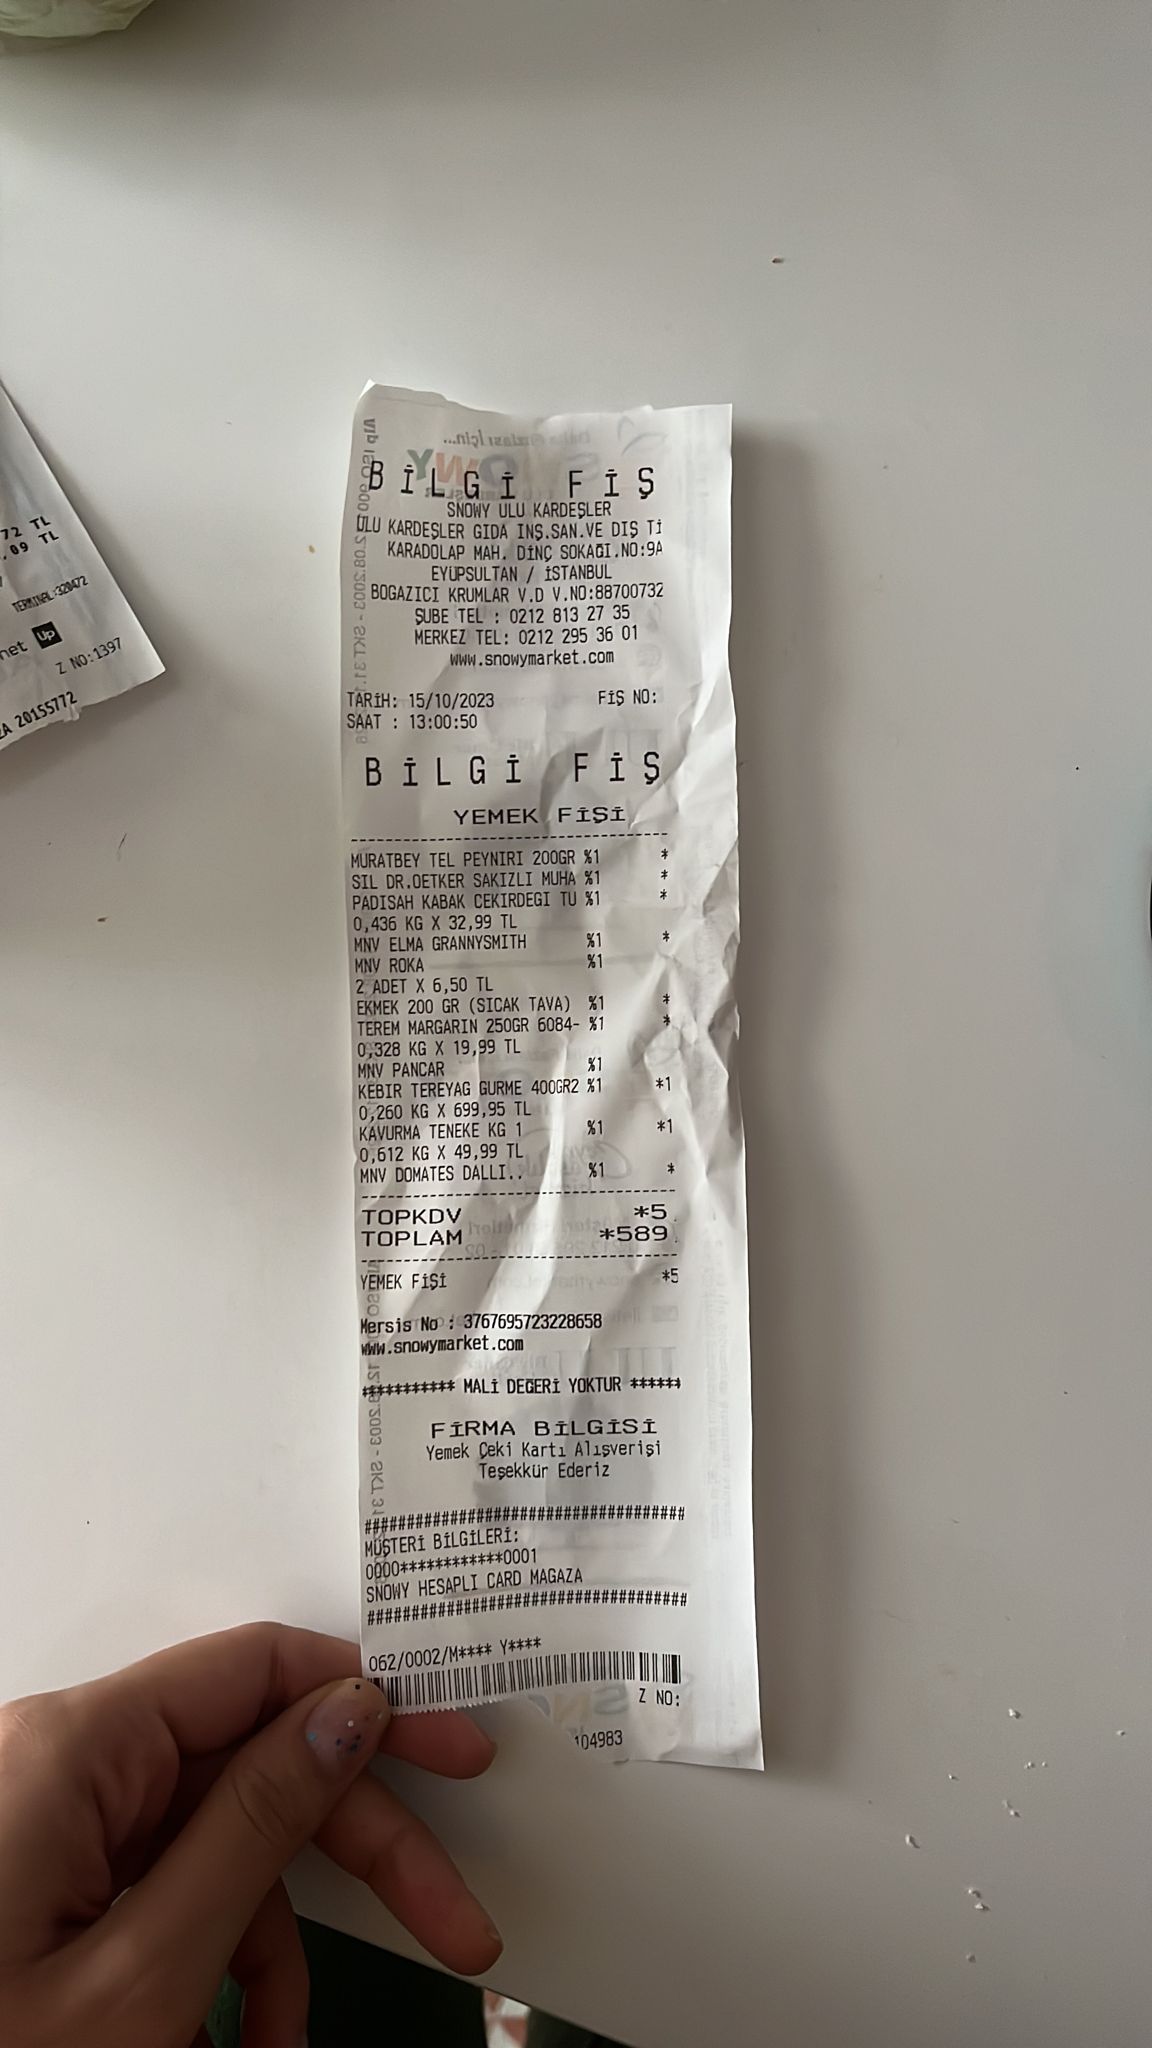 BİLGİ FİŞ
SNOWY ULU KARDEŞLER
ULU KARDEŞLER GIDA INŞ.SAN.VE DIŞ Tİ
KARADOLAP MAH. DİNÇ SOKAĞI.NO:9A
EYÜPSULTAN / İSTANBUL
BOGAZICI KRUMLAR V.D V.NO:88700732
ŞUBE TEL : 0212 813 27 35
MERKEZ TEL: 0212 295 36 01
www.snowymarket.com
TARİH: 15/10/2023 FİŞ NO:
SAAT : 13:00:50
BİLGİ FİŞ
YEMEK FİŞİ
MURATBEY TEL PEYNIRI 200GR %1 *
SIL DR.OETKER SAKIZLI MUHA %1 *
PADISAH KABAK CEKIRDEGI TU %1 *
0,436 KG X 32,99 TL
MNV ELMA GRANNYSMITH %1 *
MNV ROKA %1
2 ADET X 6,50 TL
EKMEK 200 GR (SICAK TAVA) %1 *
TEREM MARGARIN 250GR 6084- %1 *
0,328 KG X 19,99 TL
MNV PANCAR %1
KEBIR TEREYAG GURME 400GR2 %1 *1
0,260 KG X 699,95 TL
KAVURMA TENEKE KG 1 %1 *1
0,612 KG X 49,99 TL
MNV DOMATES DALLI.. %1 *
TOPKDV *5
TOPLAM *589
YEMEK FİŞİ *5
Mersis No : 3767695723228658
www.snowymarket.com
*********** MALİ DEĞERİ YOKTUR ******
FİRMA BİLGİSİ
Yemek Çeki Kartı Alışverişi
Teşekkür Ederiz
####################################
MÜŞTERİ BİLGİLERİ:
0000************0001
SNOWY HESAPLI CARD MAGAZA
####################################
062/0002/M**** Y****
Z NO:
104983
72 TL
.09 TL
TERMINAL:320472
net Up
Z NO:1397
2A 20155772